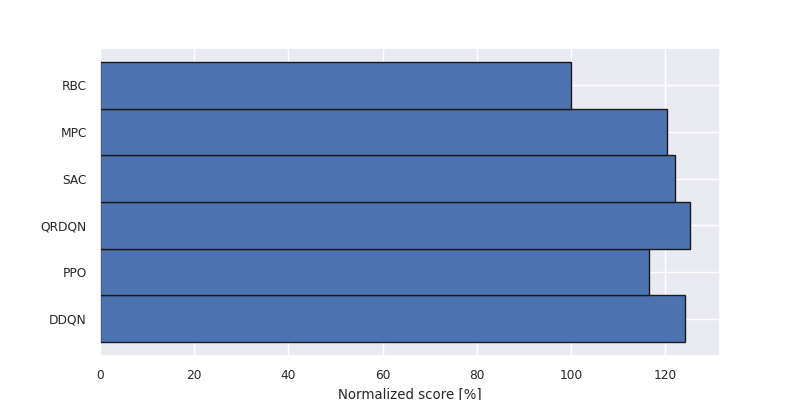 RBC
MPC
SAC
QRDQN
PPO
DDQN
0 20 40 60 80 100 120
Normalized score [%]